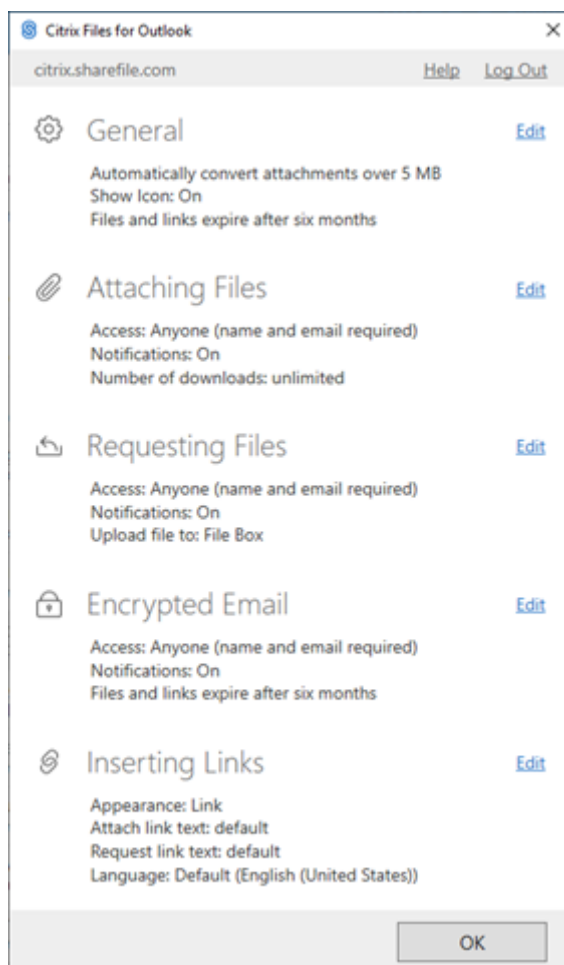 Citrix Files for Outlook
citrix.sharefile.com Help Log Out
General Edit
Automatically convert attachments over 5 MB
Show Icon: On
Files and links expire after six months
Attaching Files Edit
Access: Anyone (name and email required)
Notifications: On
Number of downloads: unlimited
Requesting Files Edit
Access: Anyone (name and email required)
Notifications: On
Upload file to: File Box
Encrypted Email Edit
Access: Anyone (name and email required)
Notifications: On
Files and links expire after six months
Inserting Links Edit
Appearance: Link
Attach link text: default
Request link text: default
Language: Default (English (United States))
OK